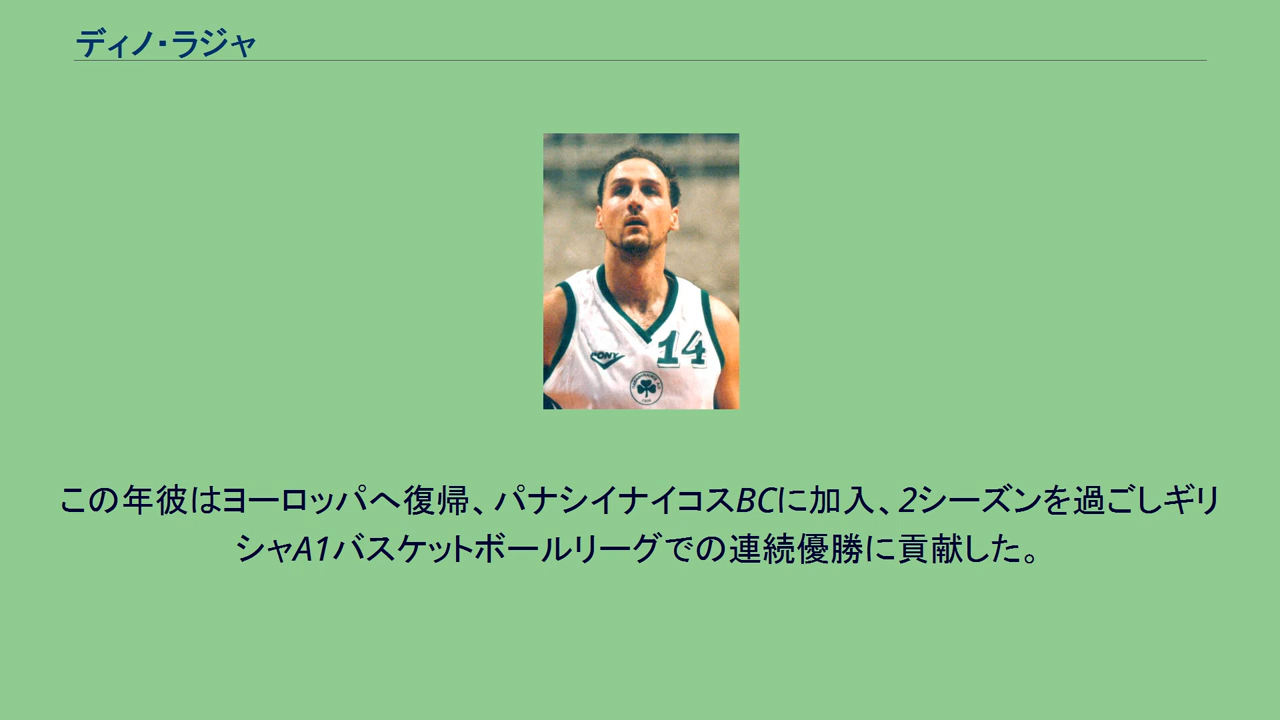 ディノ・ラジャ
PONY
14
この年彼はヨーロッパへ復帰、パナシイナイコスBCに加入、2シーズンを過ごしギリ
シャA1バスケットボールリーグでの連続優勝に貢献した。